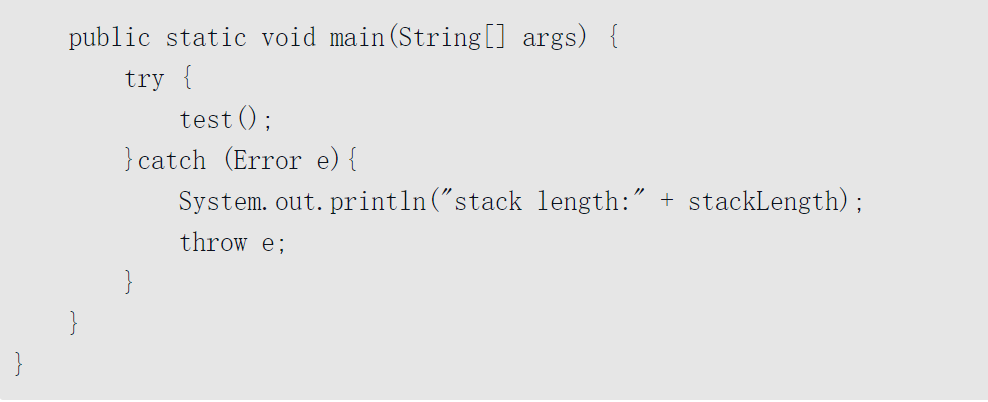 public static void main(String[] args) {
try {
test();
}catch (Error e){
System.out.println("stack length:" + stackLength);
throw e;
}
}
}